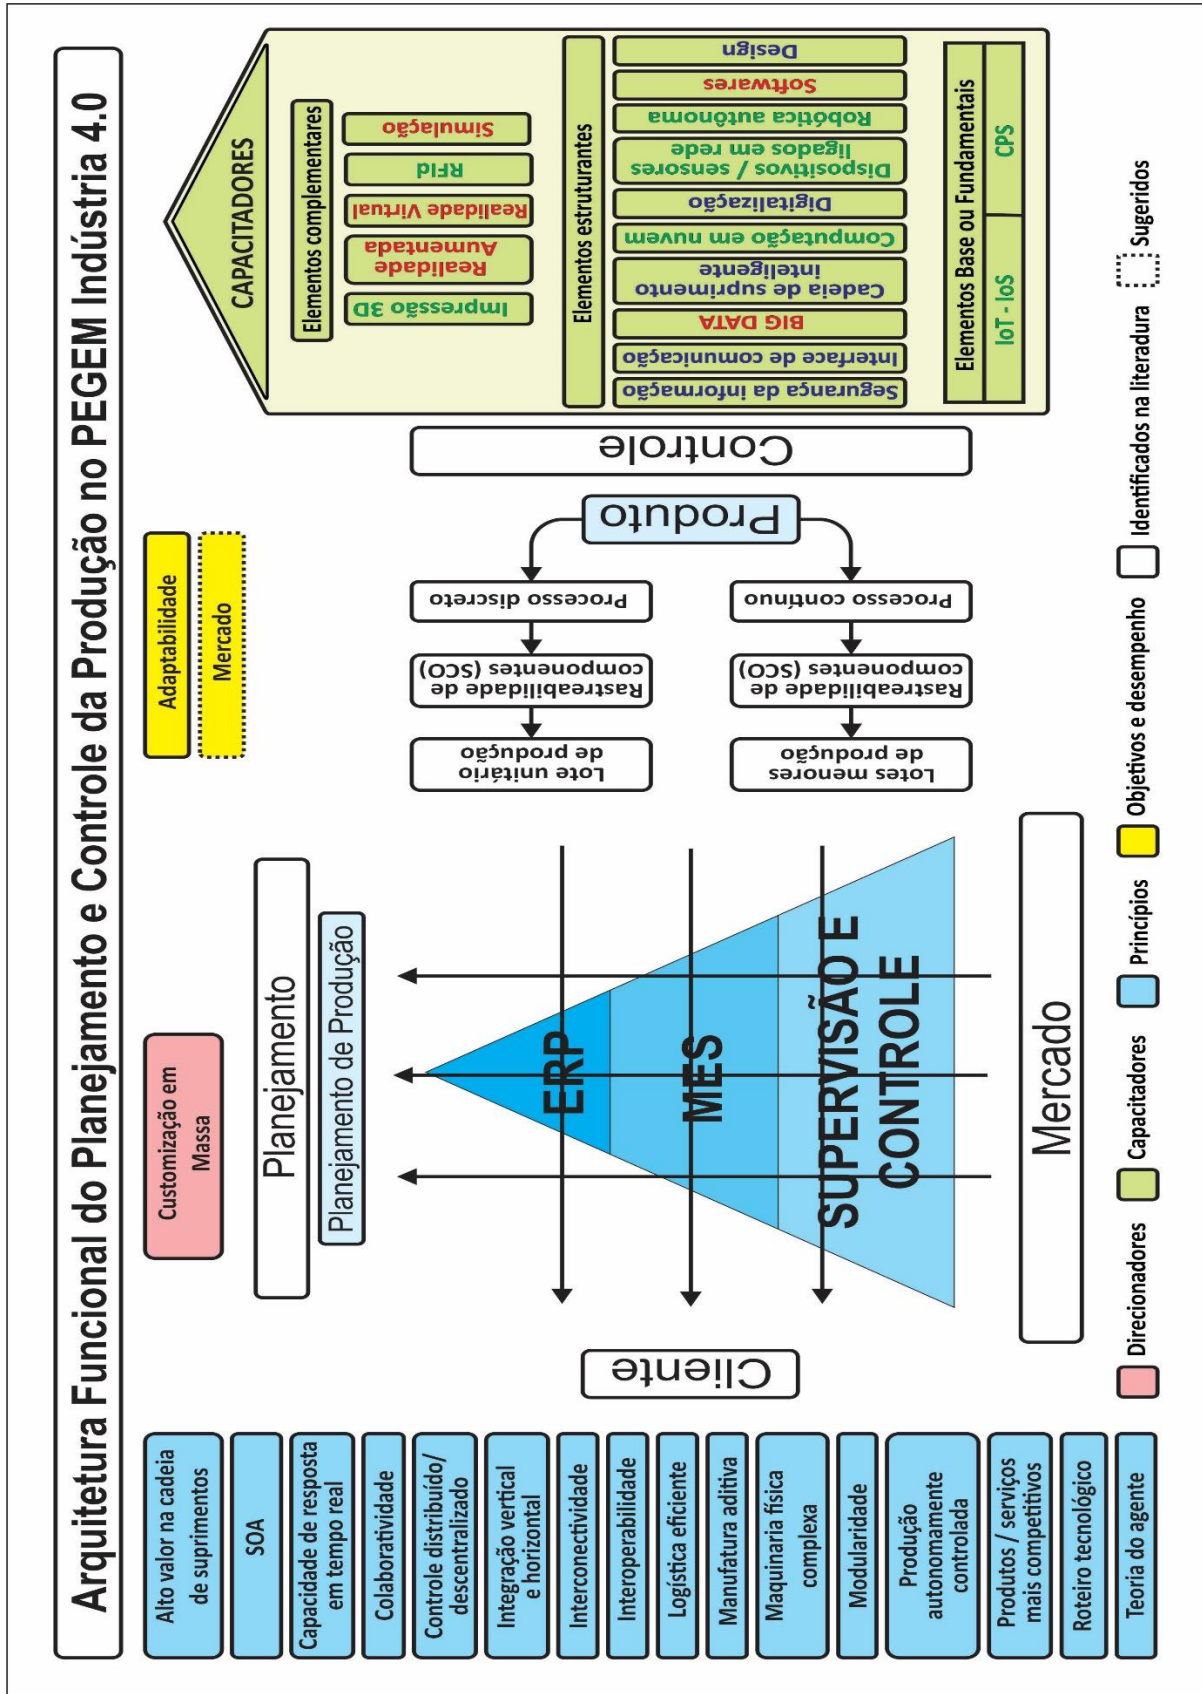 Arquitetura Funcional do Planejamento e Controle da Produção no PEGEM Indústria 4.0
Alto valor na cadeia
de suprimentos
SOA
Capacidade de resposta
em tempo real
Colaboratividade
Controle distribuído/
descentralizado
Integração vertical
e horizontal
Interconectividade
Interoperabilidade
Logística eficiente
Manufatura aditiva
Maquinaria física
complexa
Modularidade
Produção
autonomamente
controlada
Produtos / serviços
mais competitivos
Roteiro tecnológico
Teoria do agente
Customização em
Massa
Planejamento
Planejamento de Produção
Cliente
ERP
MES
SUPERVISÃO E
CONTROLE
Mercado
Adaptabilidade
Mercado
Lote unitário
de produção
Rastreabilidade de
componentes (SCO)
Processo discreto
Lotes menores
de produção
Rastreabilidade de
componentes (SCO)
Processo contínuo
Produto
Controle
CAPACITADORES
Elementos complementares
Impressão 3D
Realidade
Aumentada
Realidade Virtual
RFId
Simulação
Elementos estruturantes
Segurança da informação
Interface de comunicação
BIG DATA
Cadeia de suprimento
inteligente
Computação em nuvem
Digitalização
Dispositivos / sensores
ligados em rede
Robótica autônoma
Softwares
Design
Elementos Base ou Fundamentais
IoT - IoS
CPS
Direcionadores
Capacitadores
Princípios
Objetivos e desempenho
Identificados na literadura
Sugeridos